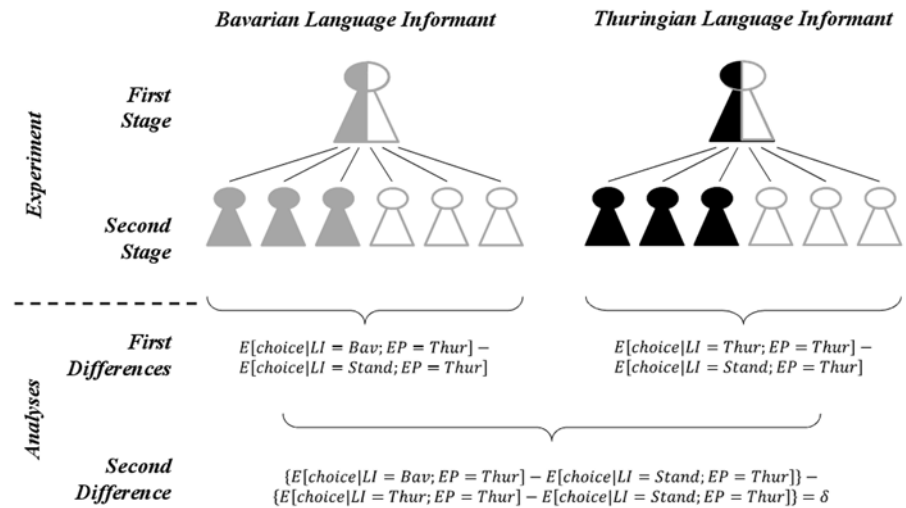 Bavarian Language Informant
Thuringian Language Informant
Experiment
First
Stage
Second
Stage
Analyses
First
Differences
E[choice|LI = Bav; EP = Thur] −
E[choice|LI = Stand; EP = Thur]
E[choice|LI = Thur; EP = Thur] −
E[choice|LI = Stand; EP = Thur]
Second
Difference
{E[choice|LI = Bav; EP = Thur] − E[choice|LI = Stand; EP = Thur]} −
{E[choice|LI = Thur; EP = Thur] − E[choice|LI = Stand; EP = Thur]} = δ